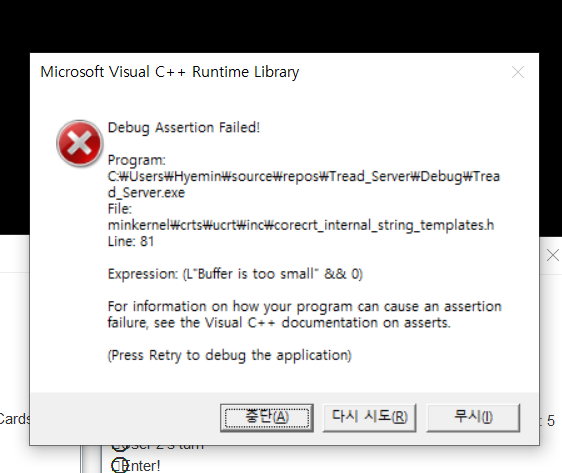 Microsoft Visual C++ Runtime Library
Debug Assertion Failed!
Program:
C:₩Users₩Hyemin₩source₩repos₩Tread_Server₩Debug₩Trea
d_Server.exe
File:
minkernel₩crts₩ucrt₩inc₩corecrt_internal_string_templates.h
Line: 81
Expression: (L"Buffer is too small" && 0)
For information on how your program can cause an assertion
failure, see the Visual C++ documentation on asserts.
(Press Retry to debug the application)
중단(A) 다시 시도(R) 무시(I)
Cards
: 5
turn
Enter!